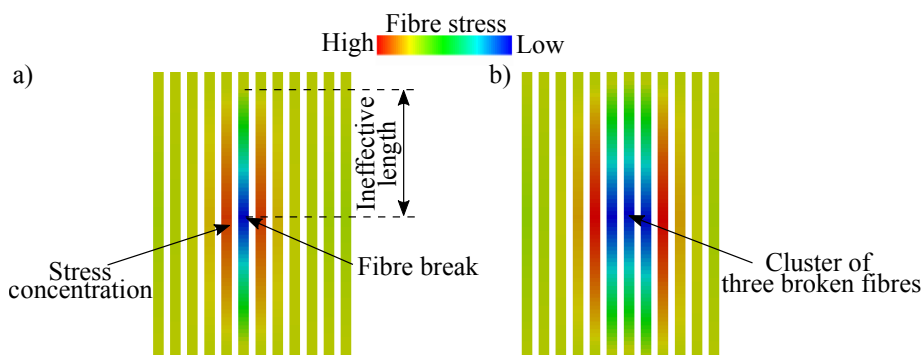 Fibre stress
High
Low
a)
b)
Ineffective
length
Stress
concentration
Fibre break
Cluster of
three broken fibres